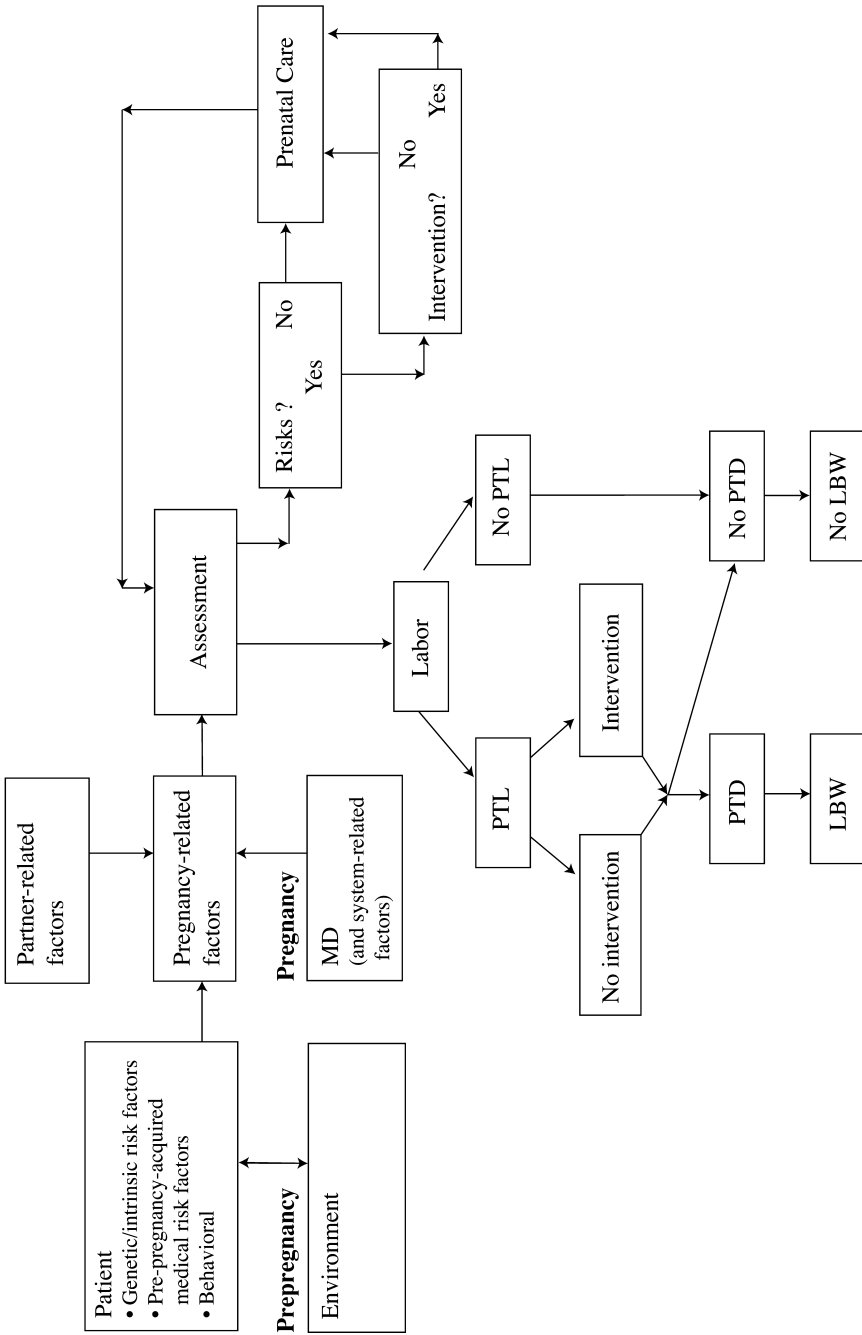 Patient
• Genetic/intrinsic risk factors
• Pre-pregnancy-acquired
medical risk factors
• Behavioral
Prepregnancy
Environment
Partner-related
factors
Pregnancy-related
factors
Pregnancy
MD
(and system-related
factors)
Assessment
Risks ? No
Yes
Prenatal Care
No
Intervention? Yes
Labor
PTL
No PTL
No intervention
Intervention
PTD
No PTD
LBW
No LBW